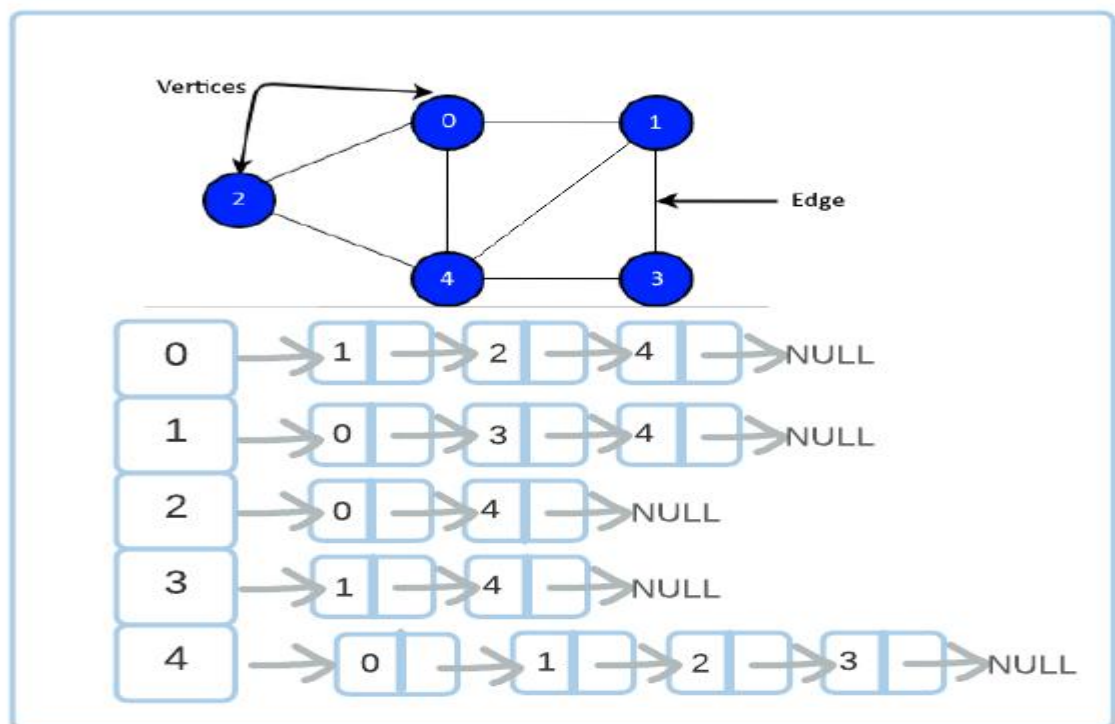 Vertices
0 1
2 Edge
4 3
0 1 2 4 NULL
1 0 3 4 NULL
2 0 4 NULL
3 1 4 NULL
4 0 1 2 3 NULL